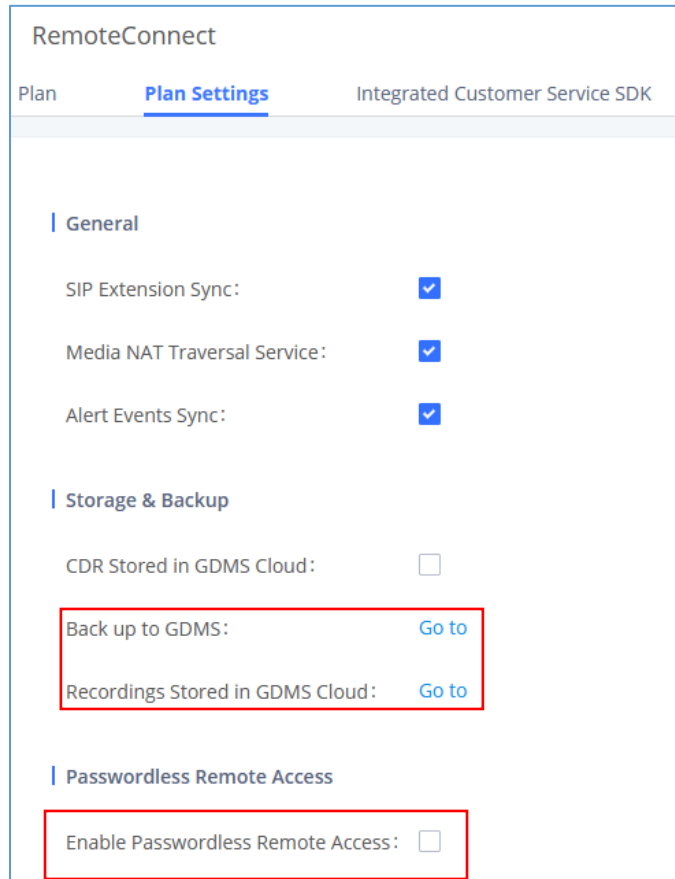 RemoteConnect
Plan Plan Settings Integrated Customer Service SDK
General
SIP Extension Sync:
Media NAT Traversal Service:
Alert Events Sync:
Storage & Backup
CDR Stored in GDMS Cloud:
Back up to GDMS: Go to
Recordings Stored in GDMS Cloud: Go to
Passwordless Remote Access
Enable Passwordless Remote Access: